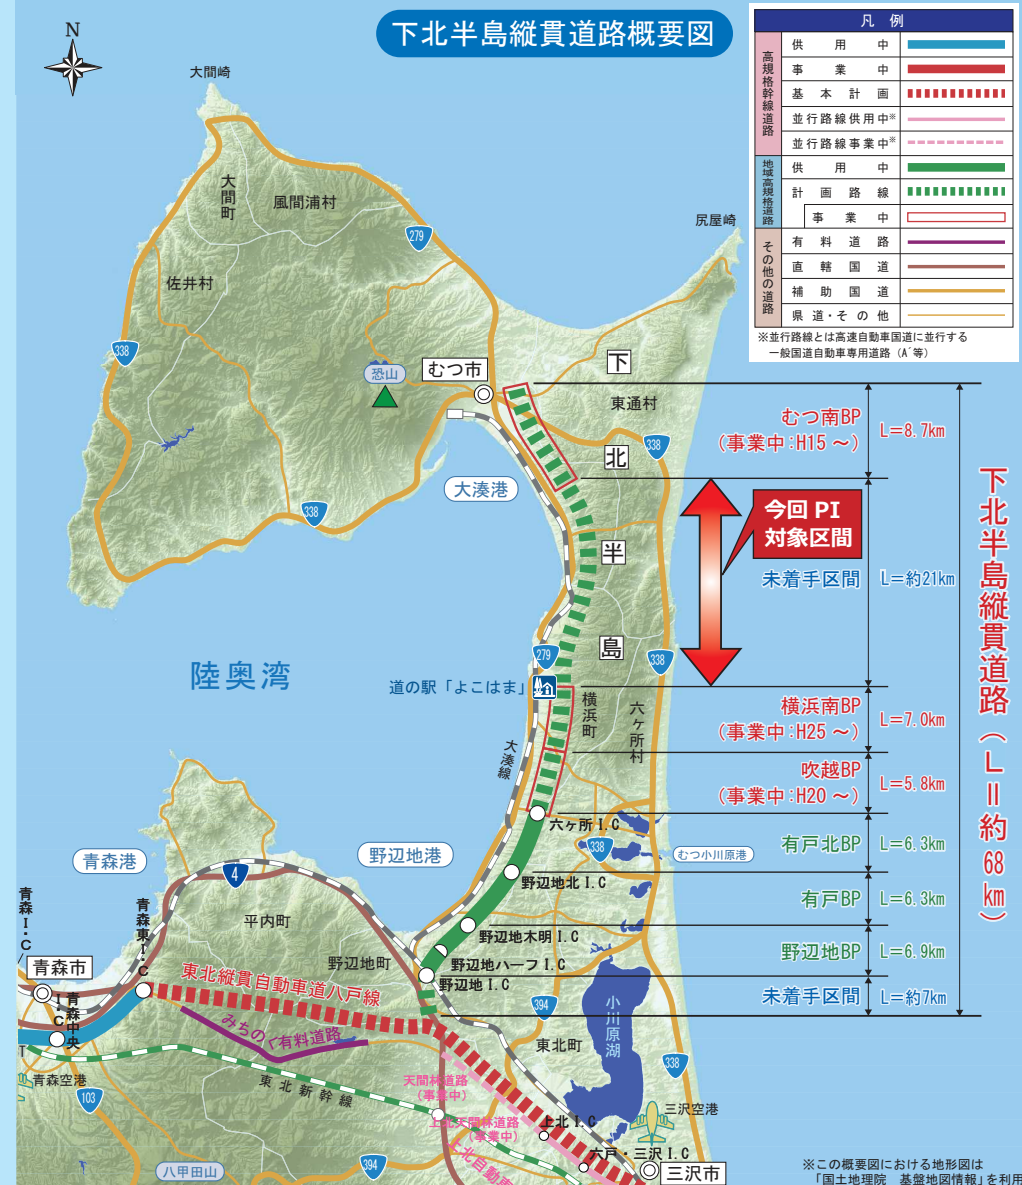 下北半島縦貫道路概要図
N
凡例
高規格幹線道路
供用中
事業中
基本計画
並行路線供用中※
並行路線事業中※
地域高規格道路
供用中
計画路線
事業中
その他の道路
有料道路
直轄国道
補助国道
県道・その他
※並行路線とは高速自動車国道に並行する
一般国道自動車専用道路(A'等)
大間崎
大間町
風間浦村
279
尻屋崎
佐井村
338
恐山
むつ市
下
北
半
島
東通村
338
大湊港
338
むつ南BP
(事業中:H15~)
L=8.7km
今回 PI
対象区間
未着手区間
L=約21km
下北半島縦貫道路(L=約68km)
陸奥湾
279
338
道の駅「よこはま」
横浜町
六ヶ所村
大湊線
横浜南BP
(事業中:H25~)
L=7.0km
吹越BP
(事業中:H20~)
L=5.8km
六ヶ所 I.C
338
むつ小川原港
有戸北BP
L=6.3km
青森港
野辺地港
4
野辺地北 I.C
有戸BP
L=6.3km
青森I.C
青森東I.C
平内町
野辺地木明 I.C
野辺地BP
L=6.9km
青森市
野辺地町
野辺地ハーフ I.C
野辺地 I.C
未着手区間
L=約7km
青森中央I.C
東北縦貫自動車道八戸線
みちのく有料道路
394
小川原湖
東北町
338
青森空港
103
東北新幹線
天間林道路
(事業中)
上北天間林道路
(事業中)
上北 I.C
三沢空港
六戸・三沢 I.C
上北自動車
八甲田山
394
三沢市
※この概要図における地形図は
「国土地理院 基盤地図情報」を利用